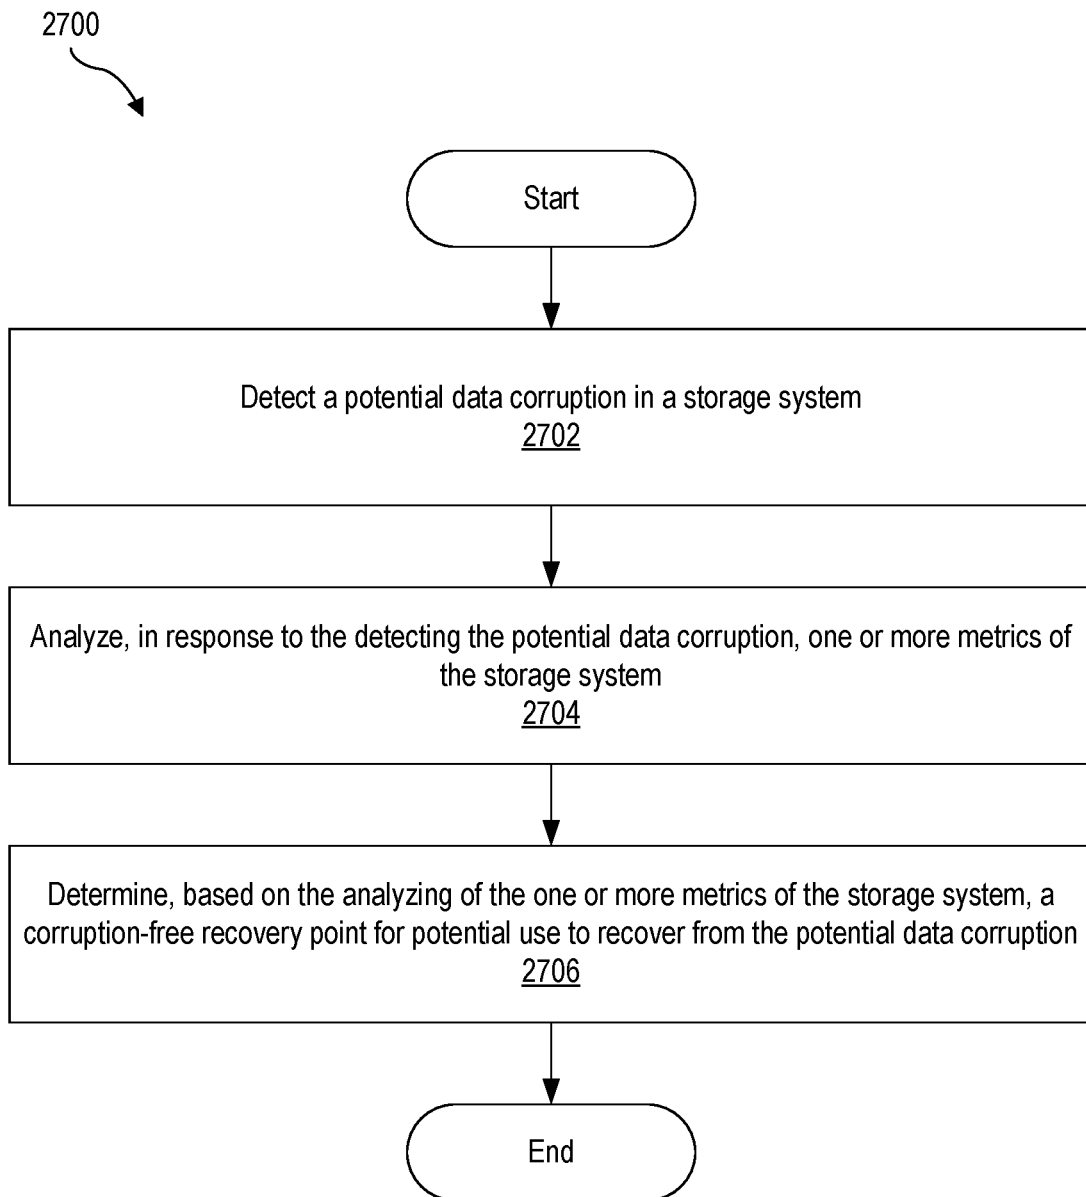 2700
Start
Detect a potential data corruption in a storage system
2702
Analyze, in response to the detecting the potential data corruption, one or more metrics of
the storage system
2704
Determine, based on the analyzing of the one or more metrics of the storage system, a
corruption-free recovery point for potential use to recover from the potential data corruption
2706
End